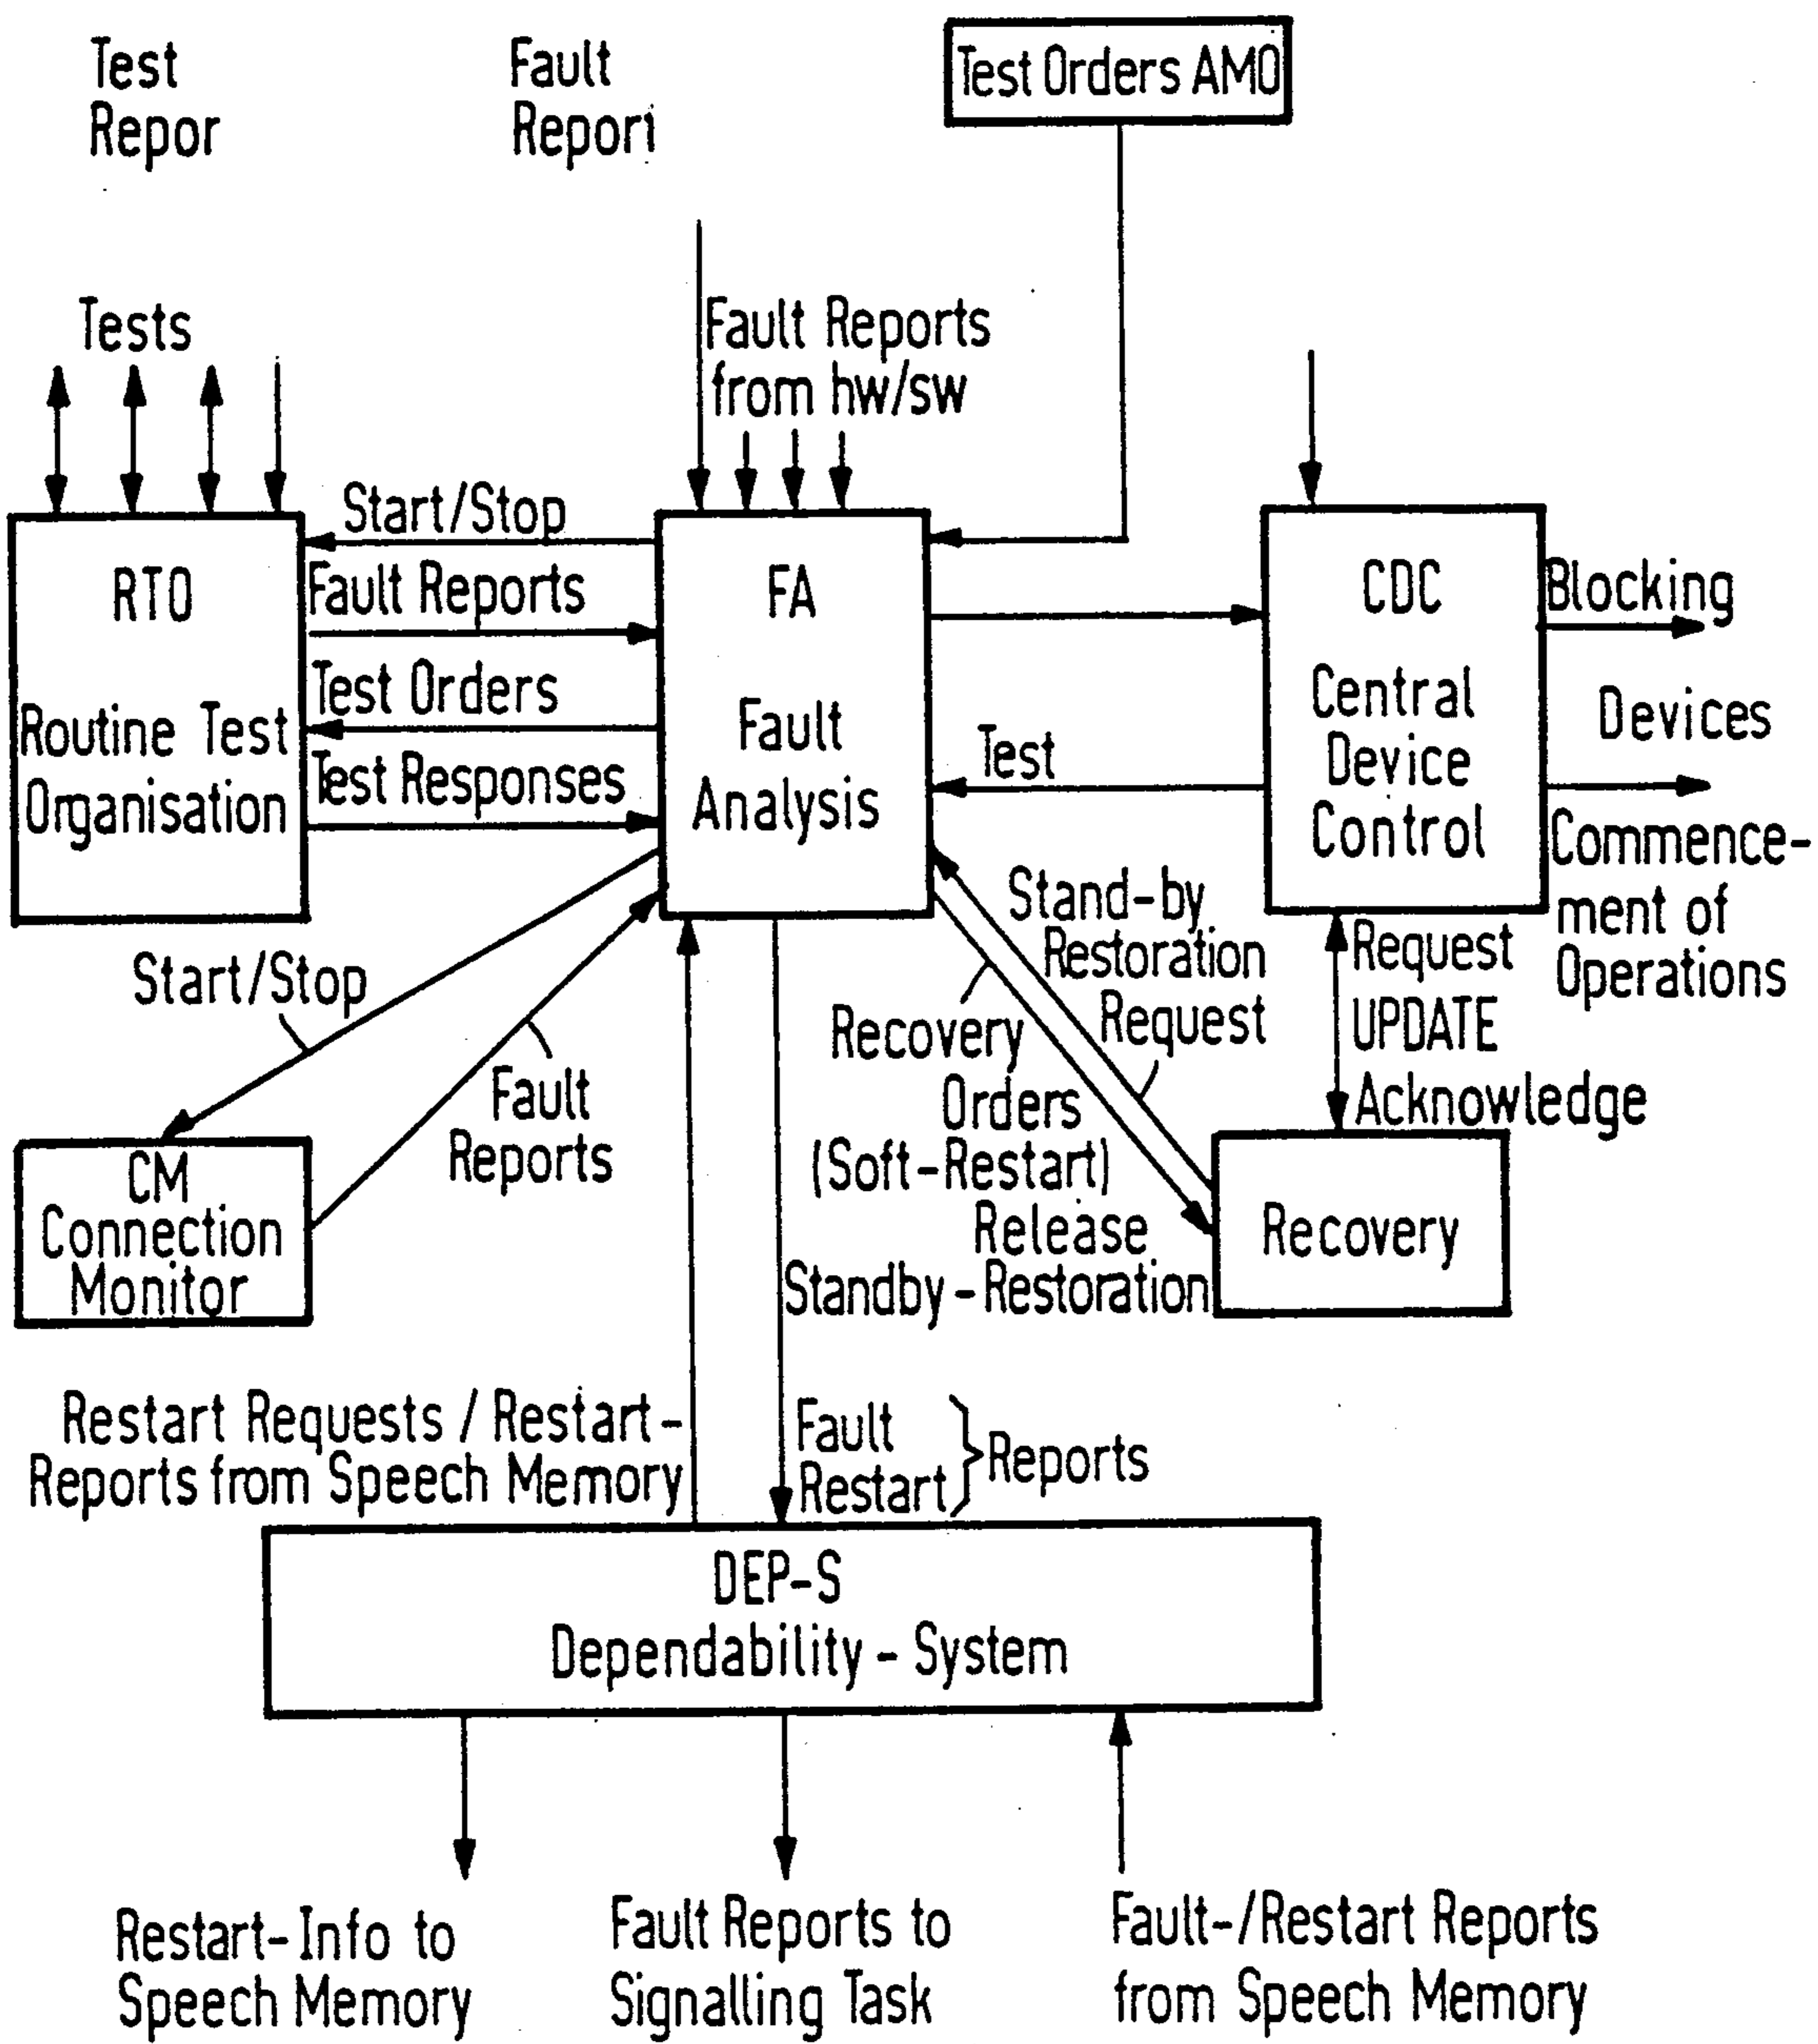 Test
Repor
Fault
Repori
Test Orders AMO
Tests
Fault Reports
from hw/sw
Start/Stop
Fault Reports
Test Orders
Test Responses
RTO
Routine Test
Organisation
FA
Fault
Analysis
CDC
Central
Device
Control
Blocking
Devices
Commence-
ment of
Operations
Test
Stand-by
Restoration
Request
Recovery
Orders
(Soft-Restart)
Release
Standby-Restoration
Request
UPDATE
Acknowledge
Start/Stop
Fault
Reports
CM
Connection
Monitor
Recovery
Restart Requests / Restart-
Reports from Speech Memory
Fault
Restart
Reports
DEP-S
Dependability - System
Restart-Info to
Speech Memory
Fault Reports to
Signalling Task
Fault-/Restart Reports
from Speech Memory